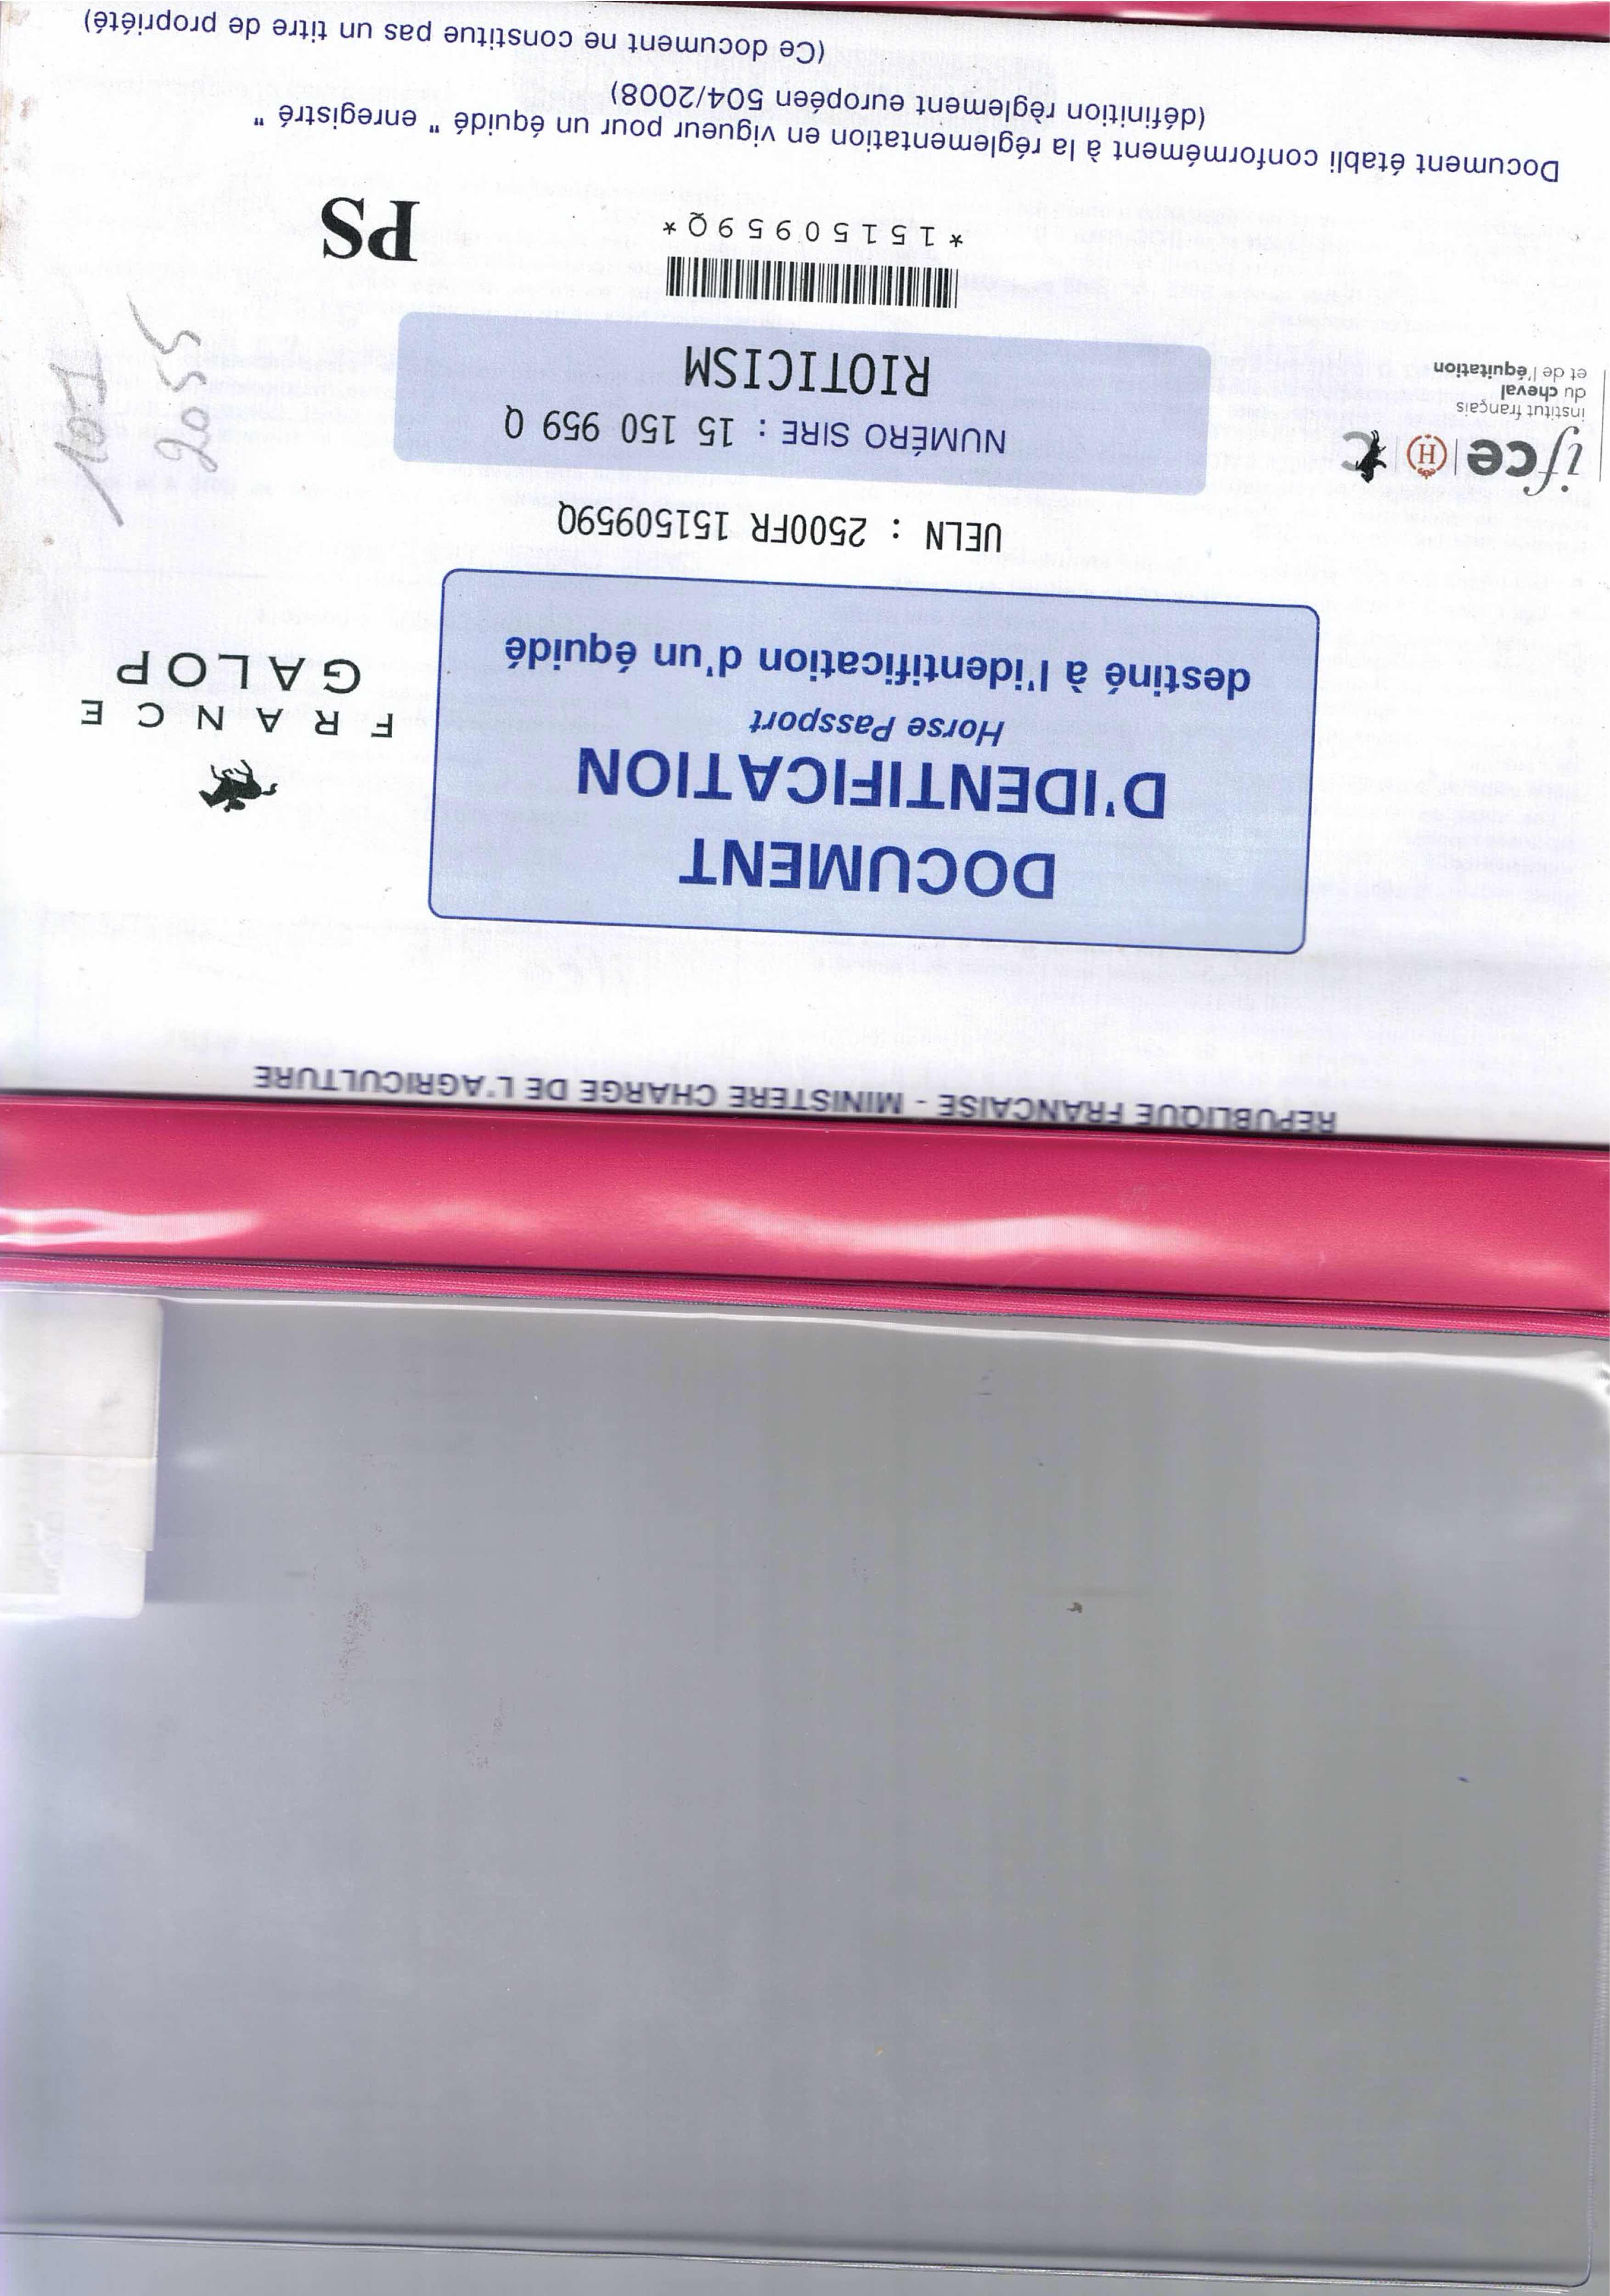 REPUBLIQUE FRANCAISE - MINISTERE CHARGE DE L'AGRICULTURE
DOCUMENT
D'IDENTIFICATION
Horse Passport
destiné à l'identification d'un équidé
FRANCE
GALOP
UELN : 2500FR 15150959Q
ifce
institut français
du cheval
et de l'équitation
NUMÉRO SIRE : 15 150 959 Q
RIOTICISM
2055
*15150959Q*
PS
Document établi conformément à la réglementation en vigueur pour un équidé " enregistré "
(définition règlement européen 504/2008)
(Ce document ne constitue pas un titre de propriété)